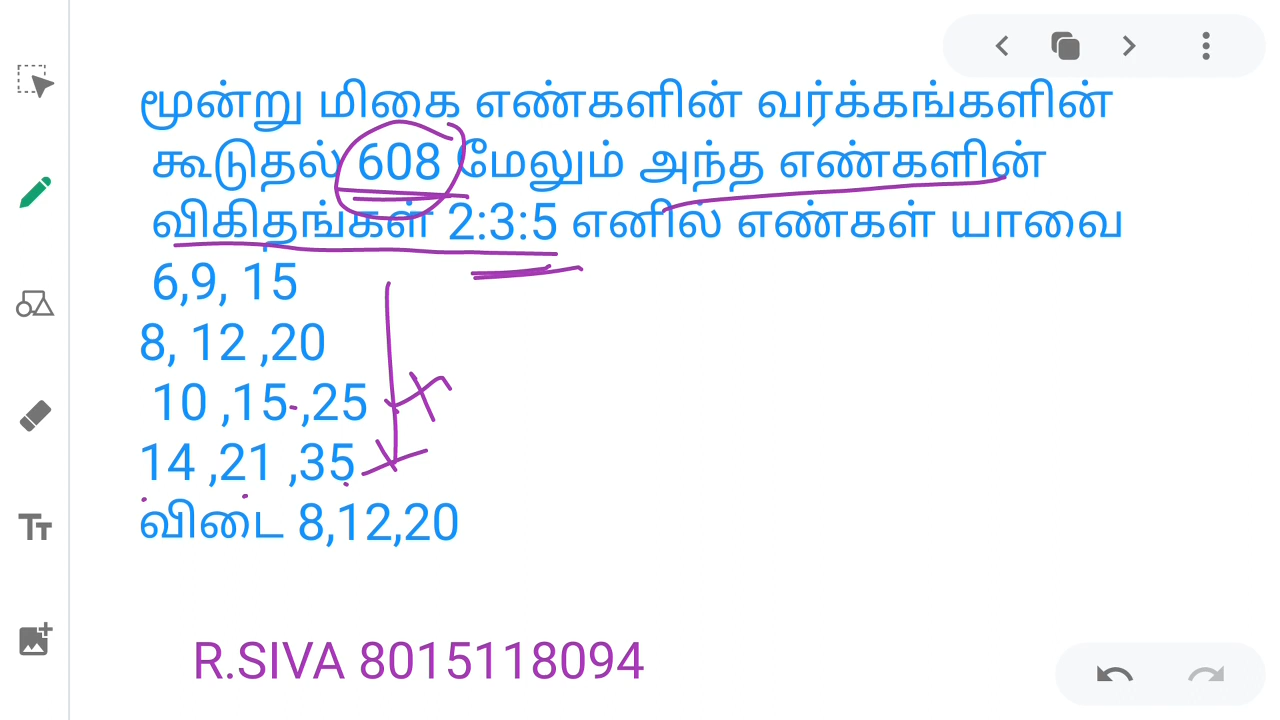 மூன்று மிகை எண்களின் வர்க்கங்களின்
கூடுதல் 608 மேலும் அந்த எண்களின்
விகிதங்கள் 2:3:5 எனில் எண்கள் யாவை
6,9, 15
8, 12 ,20
10 ,15 ,25
14 ,21 ,35
விடை 8,12,20
R.SIVA 8015118094
Tт